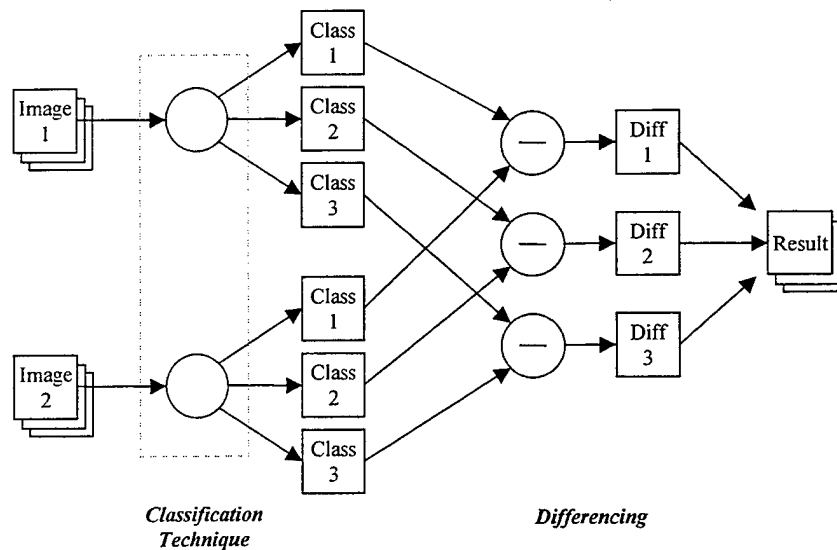 Class
1
Image
1
Class
2
Class
3
Diff
1
Diff
2
Result
Class
1
Image
2
Class
2
Class
3
Diff
3
Classification
Technique
Differencing